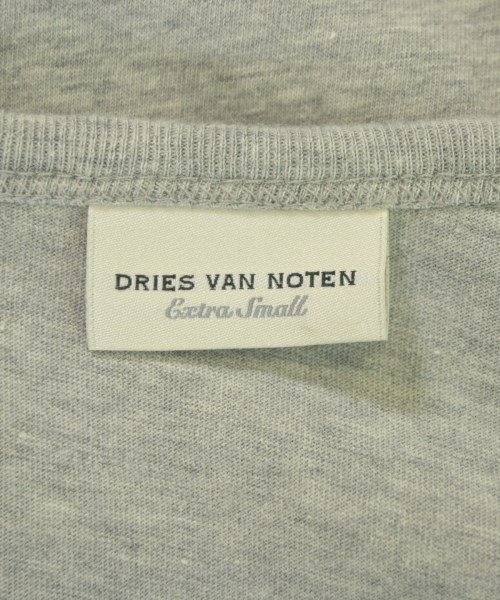 DRIES VAN NOTEN
Extra Small